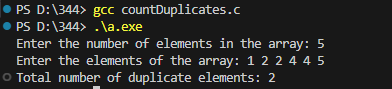 PS D:\344> gcc countDuplicates.c
PS D:\344> .\a.exe
Enter the number of elements in the array: 5
Enter the elements of the array: 1 2 2 4 4 5
Total number of duplicate elements: 2